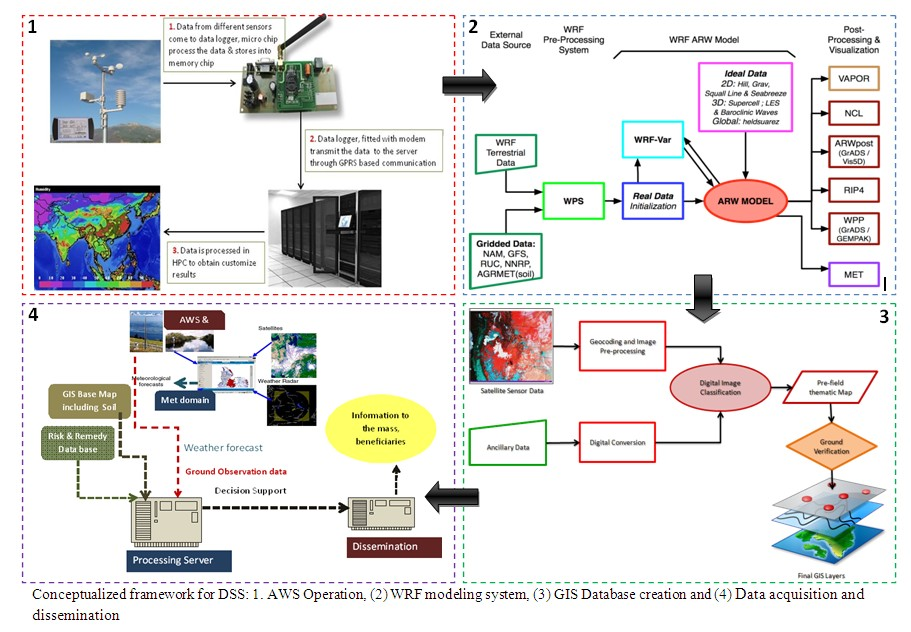 1
1. Data from different sensors
come to data logger, micro chip
process the data & stores into
memory chip
2. Data logger, fitted with modem
transmit the data to the server
through GPRS based communication
Humidity
3. Data is processed in
HPC to obtain customize
results
2
External
Data Source
WRF
Pre-Processing
System
WRF ARW Model
Post-
Processing &
Visualization
Ideal Data
2D: Hill, Grav,
Squall Line & Seabreeze
3D: Supercell ; LES
& Baroclinic Waves
Global: heldsuarez
VAPOR
NCL
ARWpost
(GrADS /
Vis5D)
RIP4
WPP
(GrADS /
GEMPAK)
MET
WRF
Terrestrial
Data
WRF-Var
WPS
Real Data
Initialization
ARW MODEL
Gridded Data:
NAM, GFS,
RUC, NNRP,
AGRMET(soil)
3
Satellite Sensor Data
Geocoding and Image
Pre-processing
Digital Image
Classification
Pre-field
thematic Map
Ancillary Data
Digital Conversion
Ground
Verification
Final GIS Layers
4
AWS &
Satellites
Meteorological
forecasts
Weather Radar
Met domain
GIS Base Map
including Soil
Risk & Remedy
Data base
Information to
the mass,
beneficiaries
Weather forecast
Ground Observation data
Decision Support
Processing Server
Dissemination
Conceptualized framework for DSS: 1. AWS Operation, (2) WRF modeling system, (3) GIS Database creation and (4) Data acquisition and
dissemination